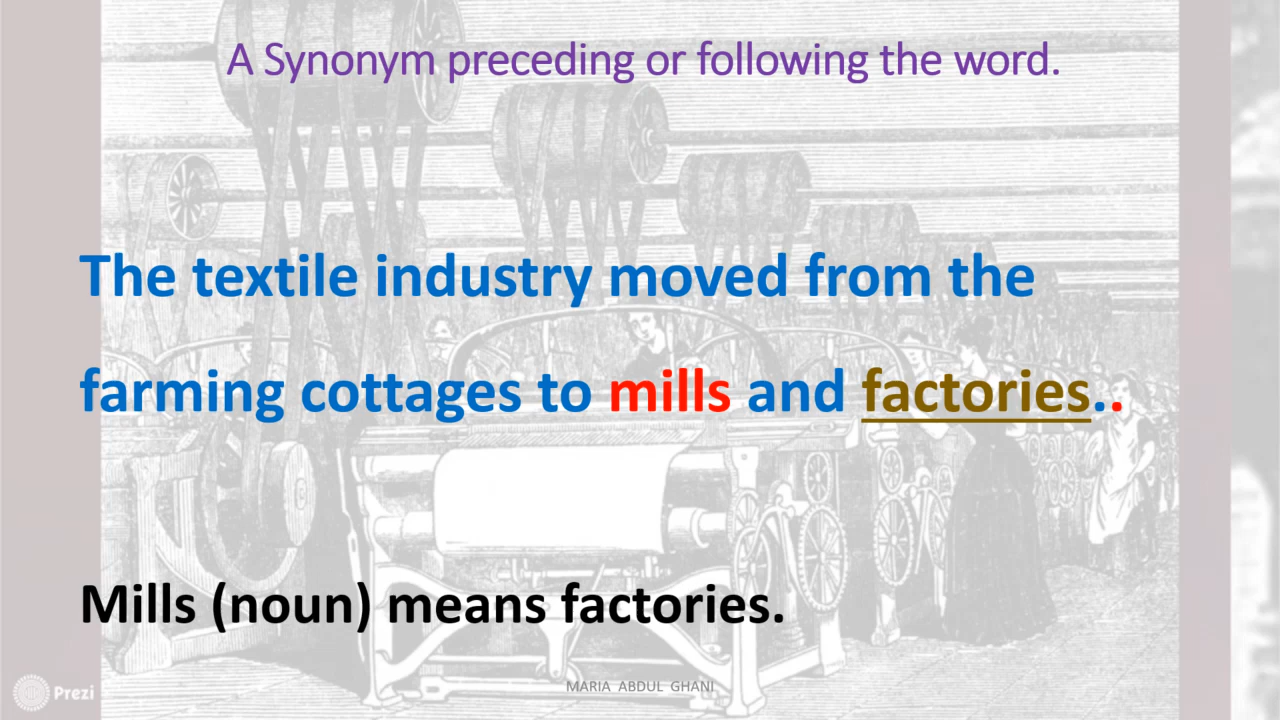 A Synonym preceding or following the word.
The textile industry moved from the
farming cottages to mills and factories..
Mills (noun) means factories.
MARIA ABDUL GHANI
Prezi